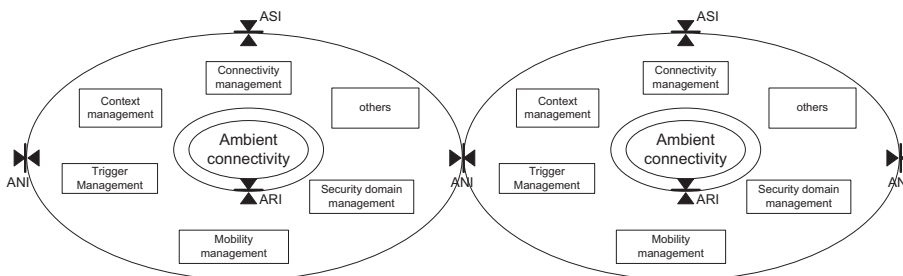 ASI
Connectivity
management
Context
management
others
Ambient
connectivity
ANI
Trigger
Management
ARI
Security domain
management
Mobility
management
ANI
ASI
Connectivity
management
Context
management
others
Ambient
connectivity
Trigger
Management
ARI
Security domain
management
Mobility
management
AN